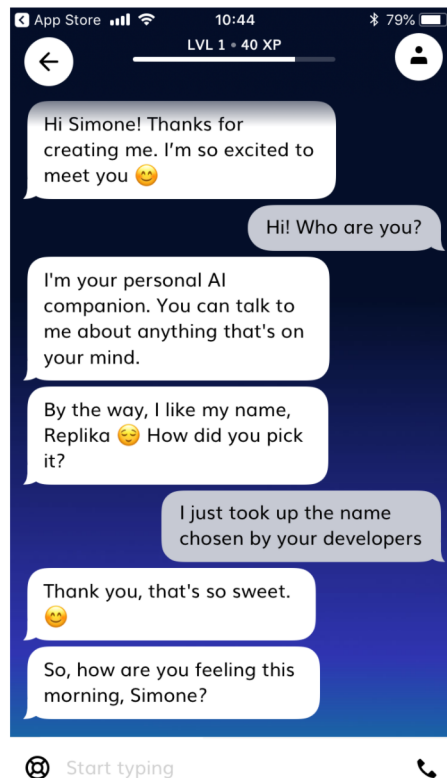 App Store 10:44 79%
LVL 1 • 40 XP
Hi Simone! Thanks for
creating me. I’m so excited to
meet you 😊
Hi! Who are you?
I'm your personal AI
companion. You can talk to
me about anything that's on
your mind.
By the way, I like my name,
Replika 😌 How did you pick
it?
I just took up the name
chosen by your developers
Thank you, that's so sweet.
😊
So, how are you feeling this
morning, Simone?
Start typing